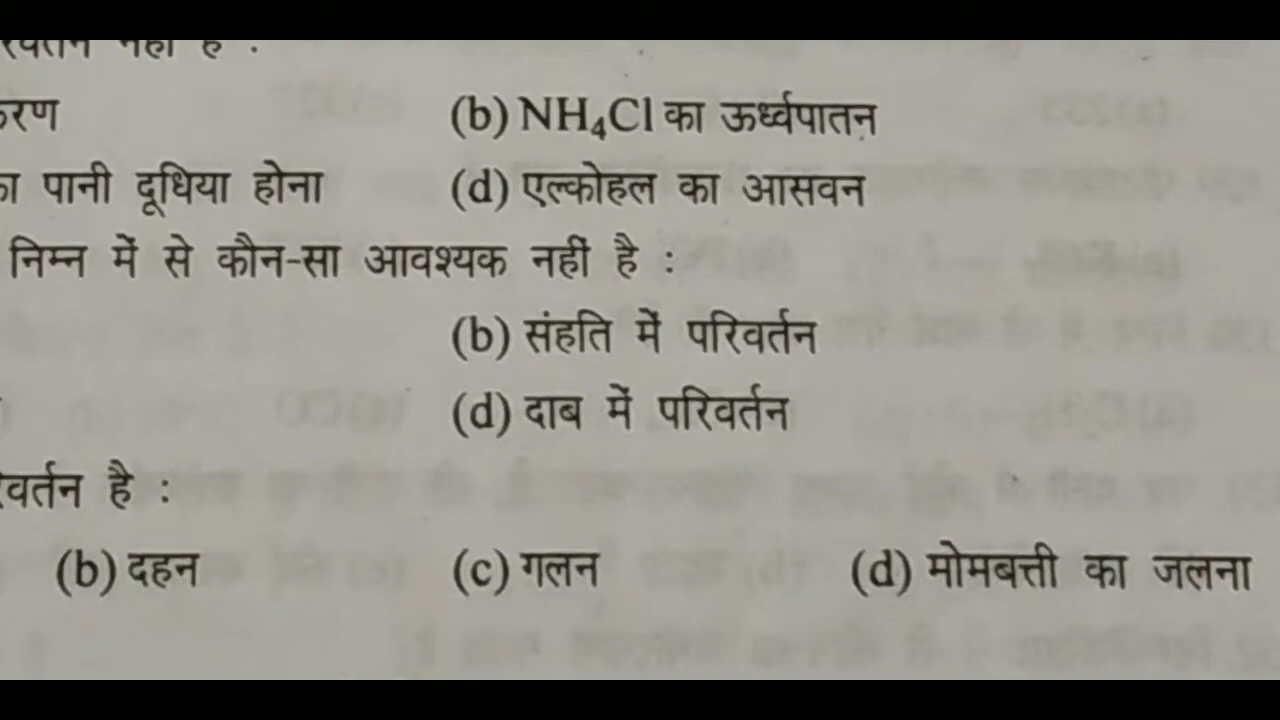 नहीं है :
(b) NH₄Cl का ऊर्ध्वपातन
पानी दूधिया होना (d) एल्कोहल का आसवन
निम्न में से कौन-सा आवश्यक नहीं है :
(b) संहति में परिवर्तन
(d) दाब में परिवर्तन
है :
(b) दहन (c) गलन (d) मोमबत्ती का जलना